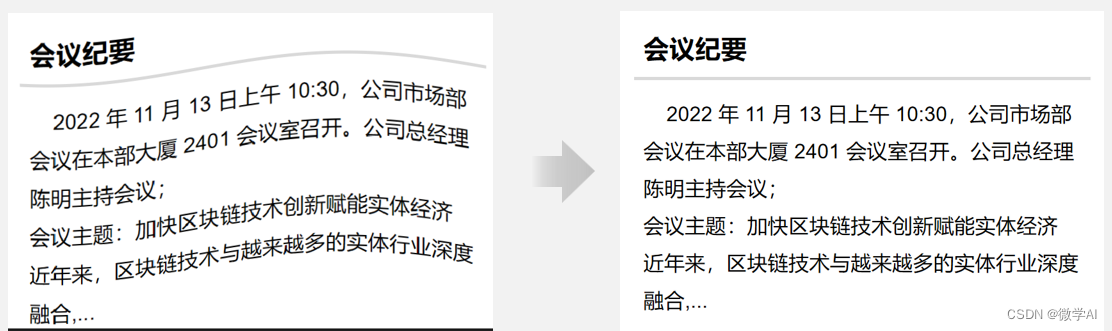 会议纪要
2022 年 11 月 13 日上午 10:30，公司市场部
会议在本部大厦 2401 会议室召开。公司总经理
陈明主持会议；
会议主题：加快区块链技术创新赋能实体经济
近年来，区块链技术与越来越多的实体行业深度
融合,...
会议纪要
2022 年 11 月 13 日上午 10:30，公司市场部
会议在本部大厦 2401 会议室召开。公司总经理
陈明主持会议；
会议主题：加快区块链技术创新赋能实体经济
近年来，区块链技术与越来越多的实体行业深度
融合,...
CSDN @微学AI